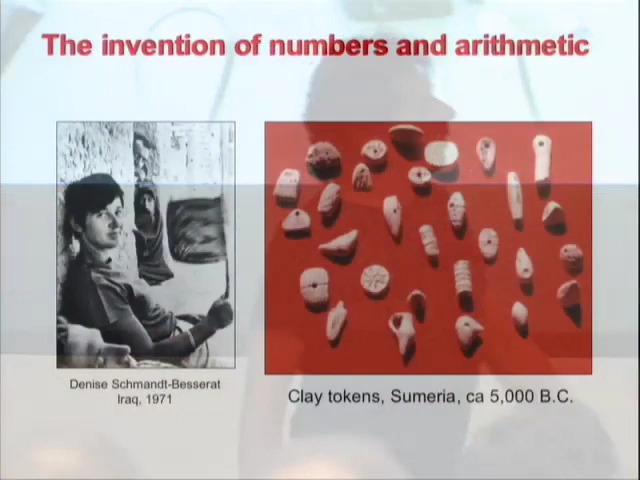 The invention of numbers and arithmetic
Denise Schmandt-Besserat
Iraq, 1971
Clay tokens, Sumeria, ca 5,000 B.C.